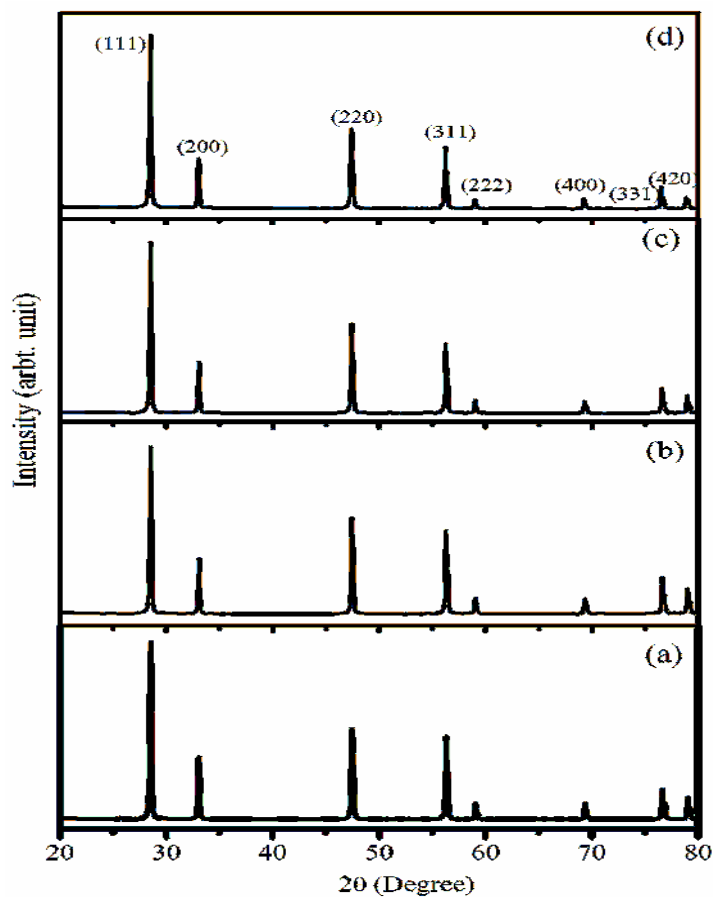 (d)
(111)
(200)
(220)
(311)
(222)
(400)
(331)
(420)
(c)
(b)
(a)
Intensity (arbt. unit)
20 30 40 50 60 70 80
2θ (Degree)